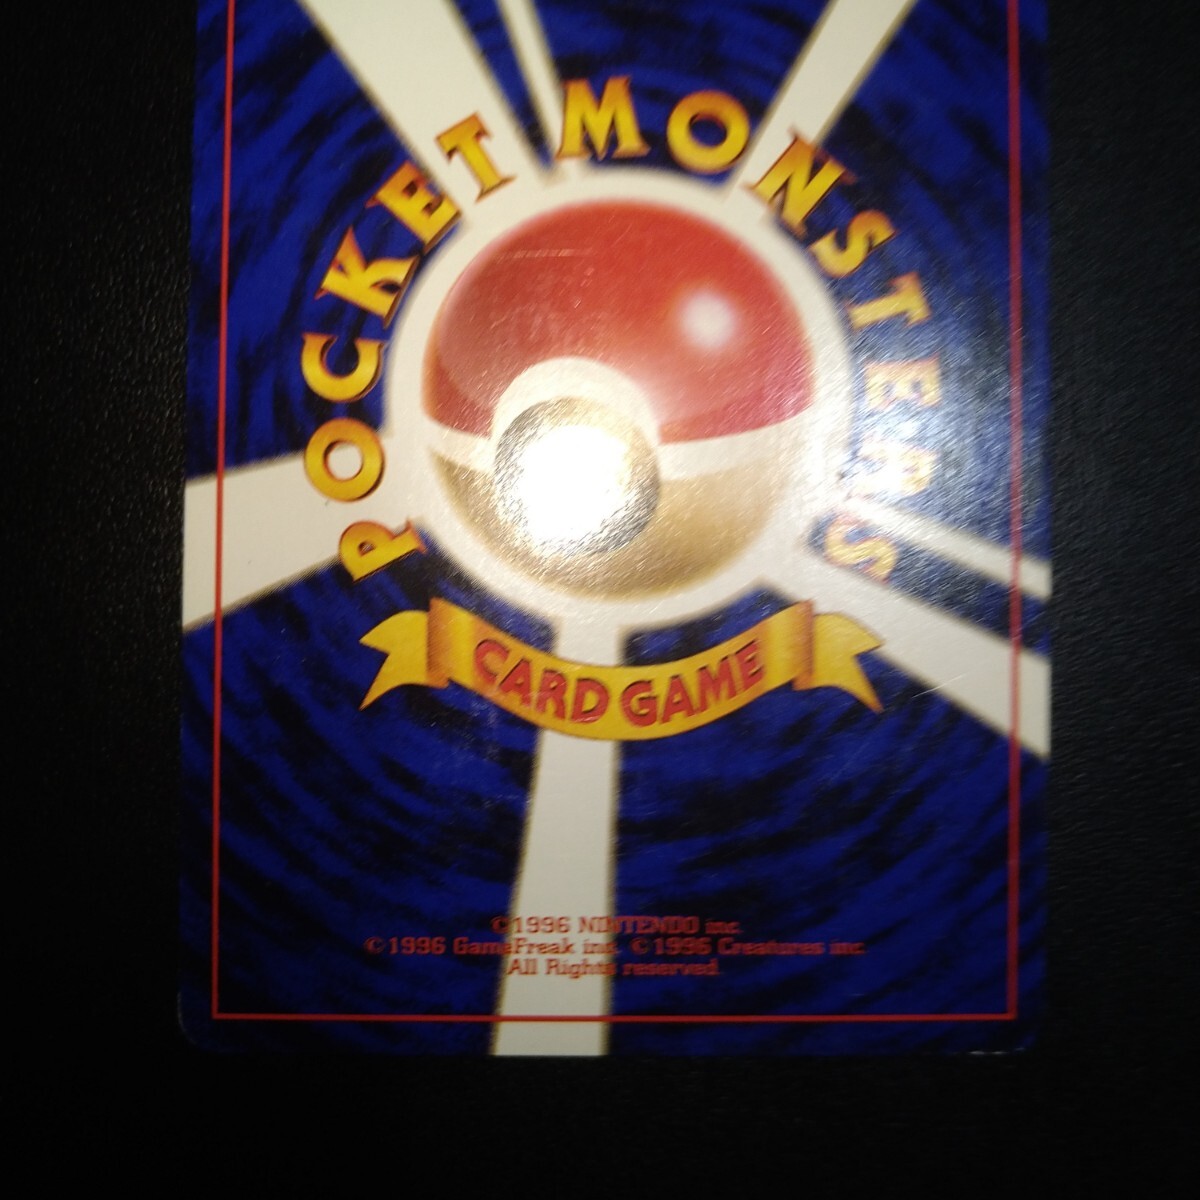 POCKET MONSTERS
CARD GAME
©1996 NINTENDO inc.
©1996 GameFreak inc. ©1996 Creatures inc.
All Rights reserved.